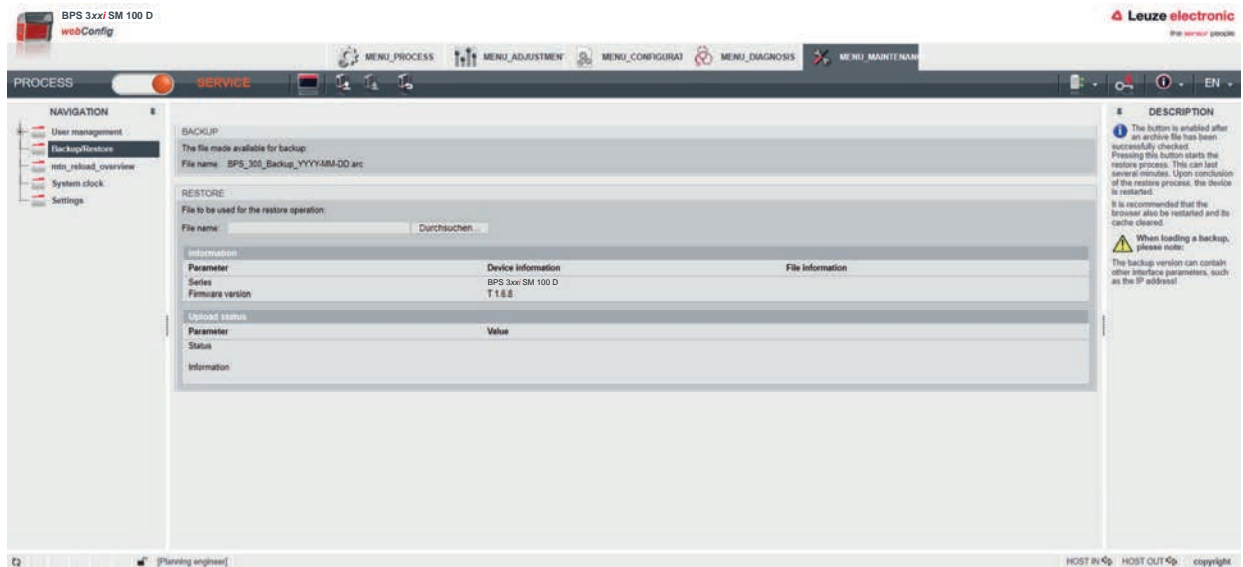 BPS 3xxi SM 100 D
webConfig
Leuze electronic
the sensor people
MENU_PROCESS
MENU_ADJUSTMEN
MENU_CONFIGURAT
MENU_DIAGNOSIS
MENU_MAINTENAN
PROCESS
SERVICE
EN
NAVIGATION
User management
Backup/Restore
mtn_reload_overview
System clock
Settings
BACKUP
The file made available for backup:
File name: BPS_300_Backup_YYYY-MM-DD.arc
RESTORE
File to be used for the restore operation:
File name: Durchsuchen...
Information
Parameter Device information File information
Series BPS 3xxi SM 100 D
Firmware version T 1.6.8
Upload status
Parameter Value
Status
Information
DESCRIPTION
The button is enabled after
an archive file has been
successfully checked.
Pressing this button starts the
restore process. This can last
several minutes. Upon conclusion
of the restore process, the device
is restarted.
It is recommended that the
browser also be restarted and its
cache cleared.
When loading a backup,
please note:
The backup version can contain
other interface parameters, such
as the IP address!
[Planning engineer]
HOST IN HOST OUT copyright